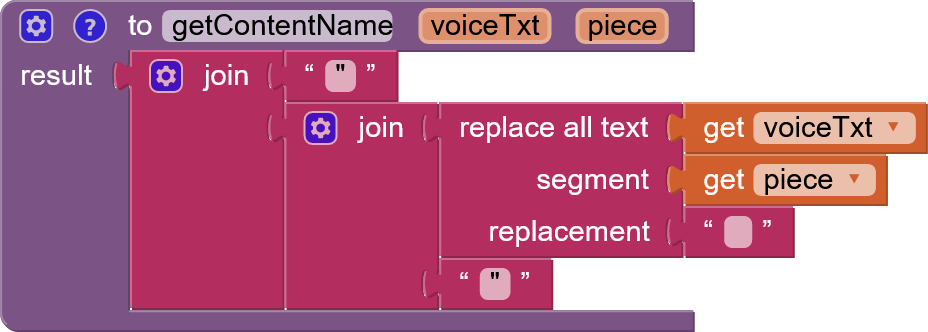 ? to getContentName voiceTxt piece
result join “ " ”
join replace all text get voiceTxt
segment get piece
replacement “ ”
“ " ”